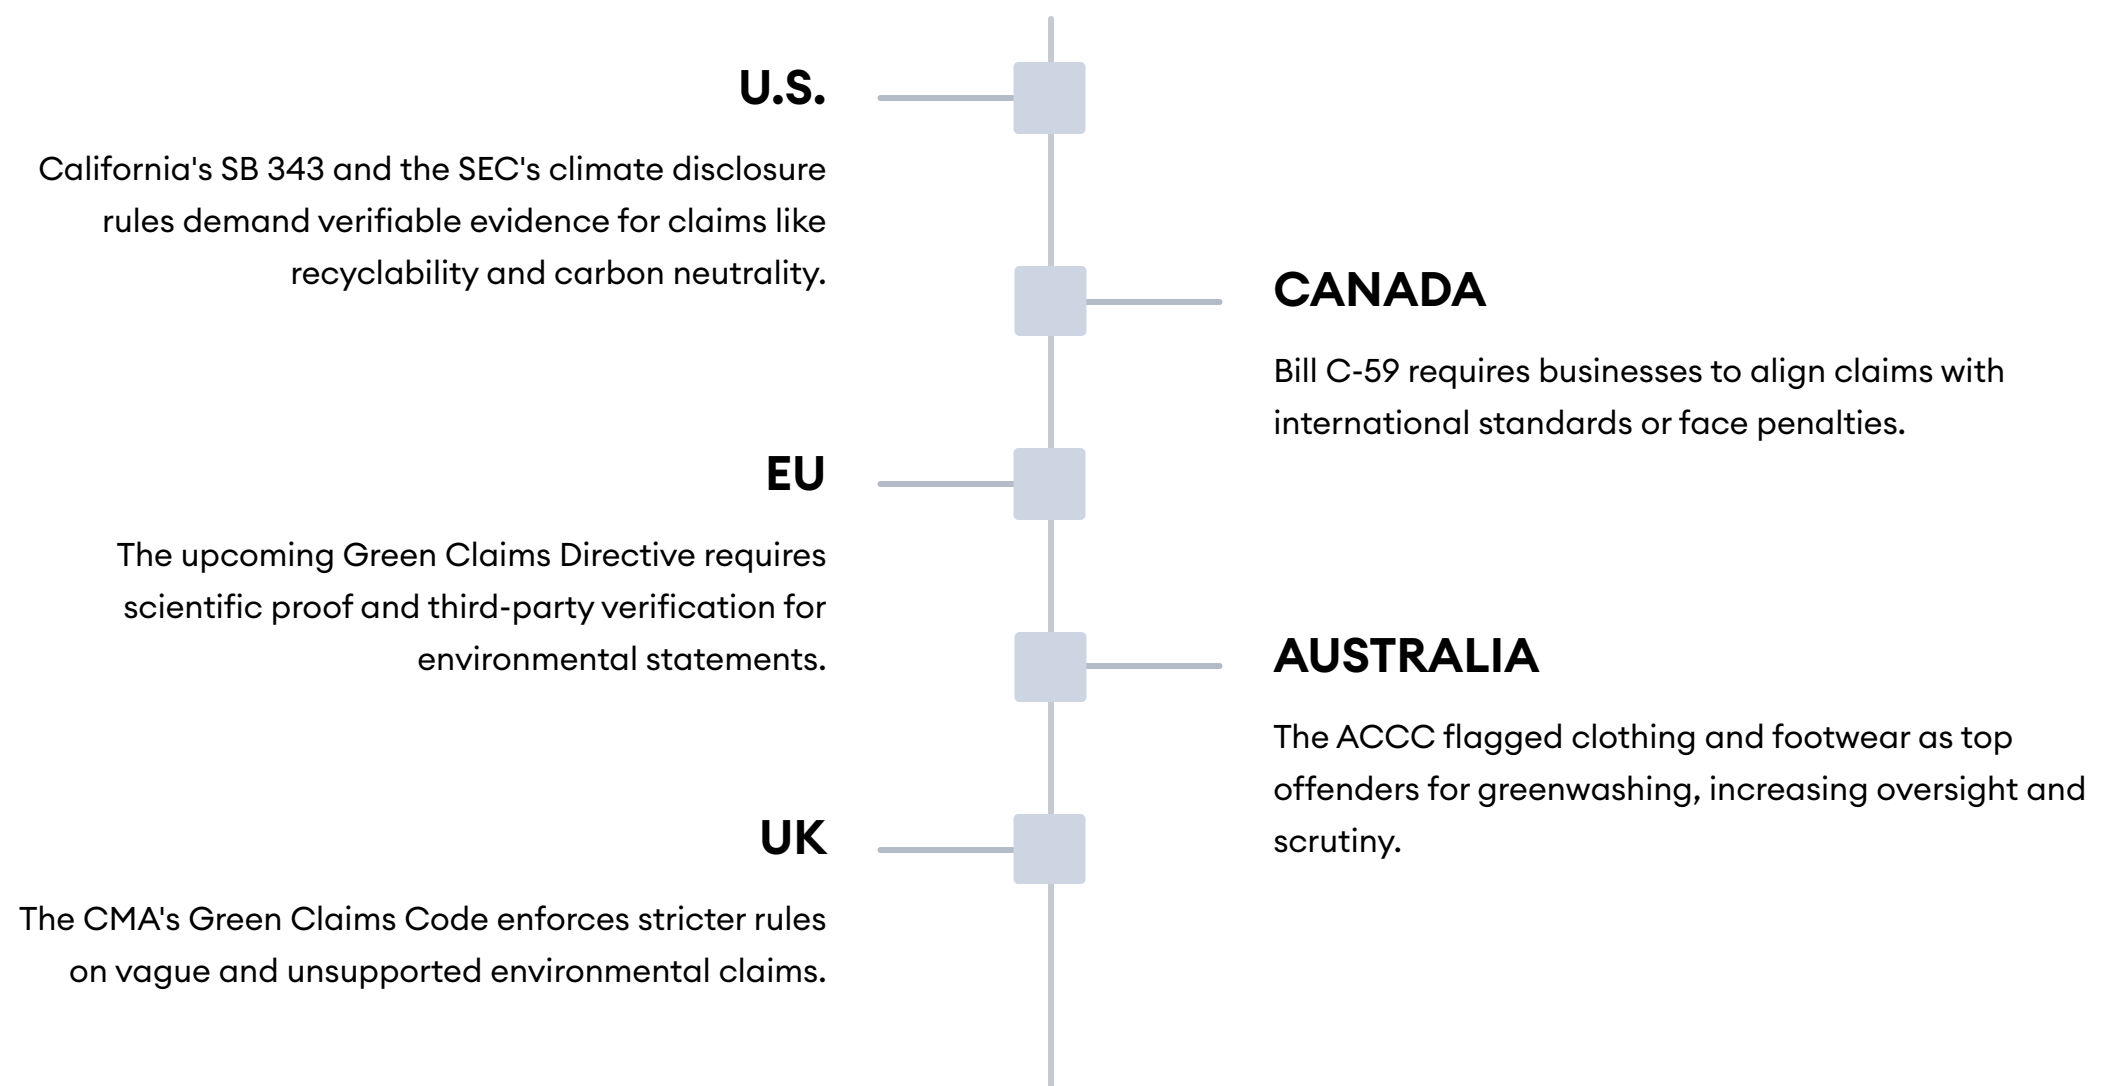 U.S.
California's SB 343 and the SEC's climate disclosure
rules demand verifiable evidence for claims like
recyclability and carbon neutrality.
CANADA
Bill C-59 requires businesses to align claims with
international standards or face penalties.
EU
The upcoming Green Claims Directive requires
scientific proof and third-party verification for
environmental statements.
AUSTRALIA
The ACCC flagged clothing and footwear as top
offenders for greenwashing, increasing oversight and
scrutiny.
UK
The CMA's Green Claims Code enforces stricter rules
on vague and unsupported environmental claims.